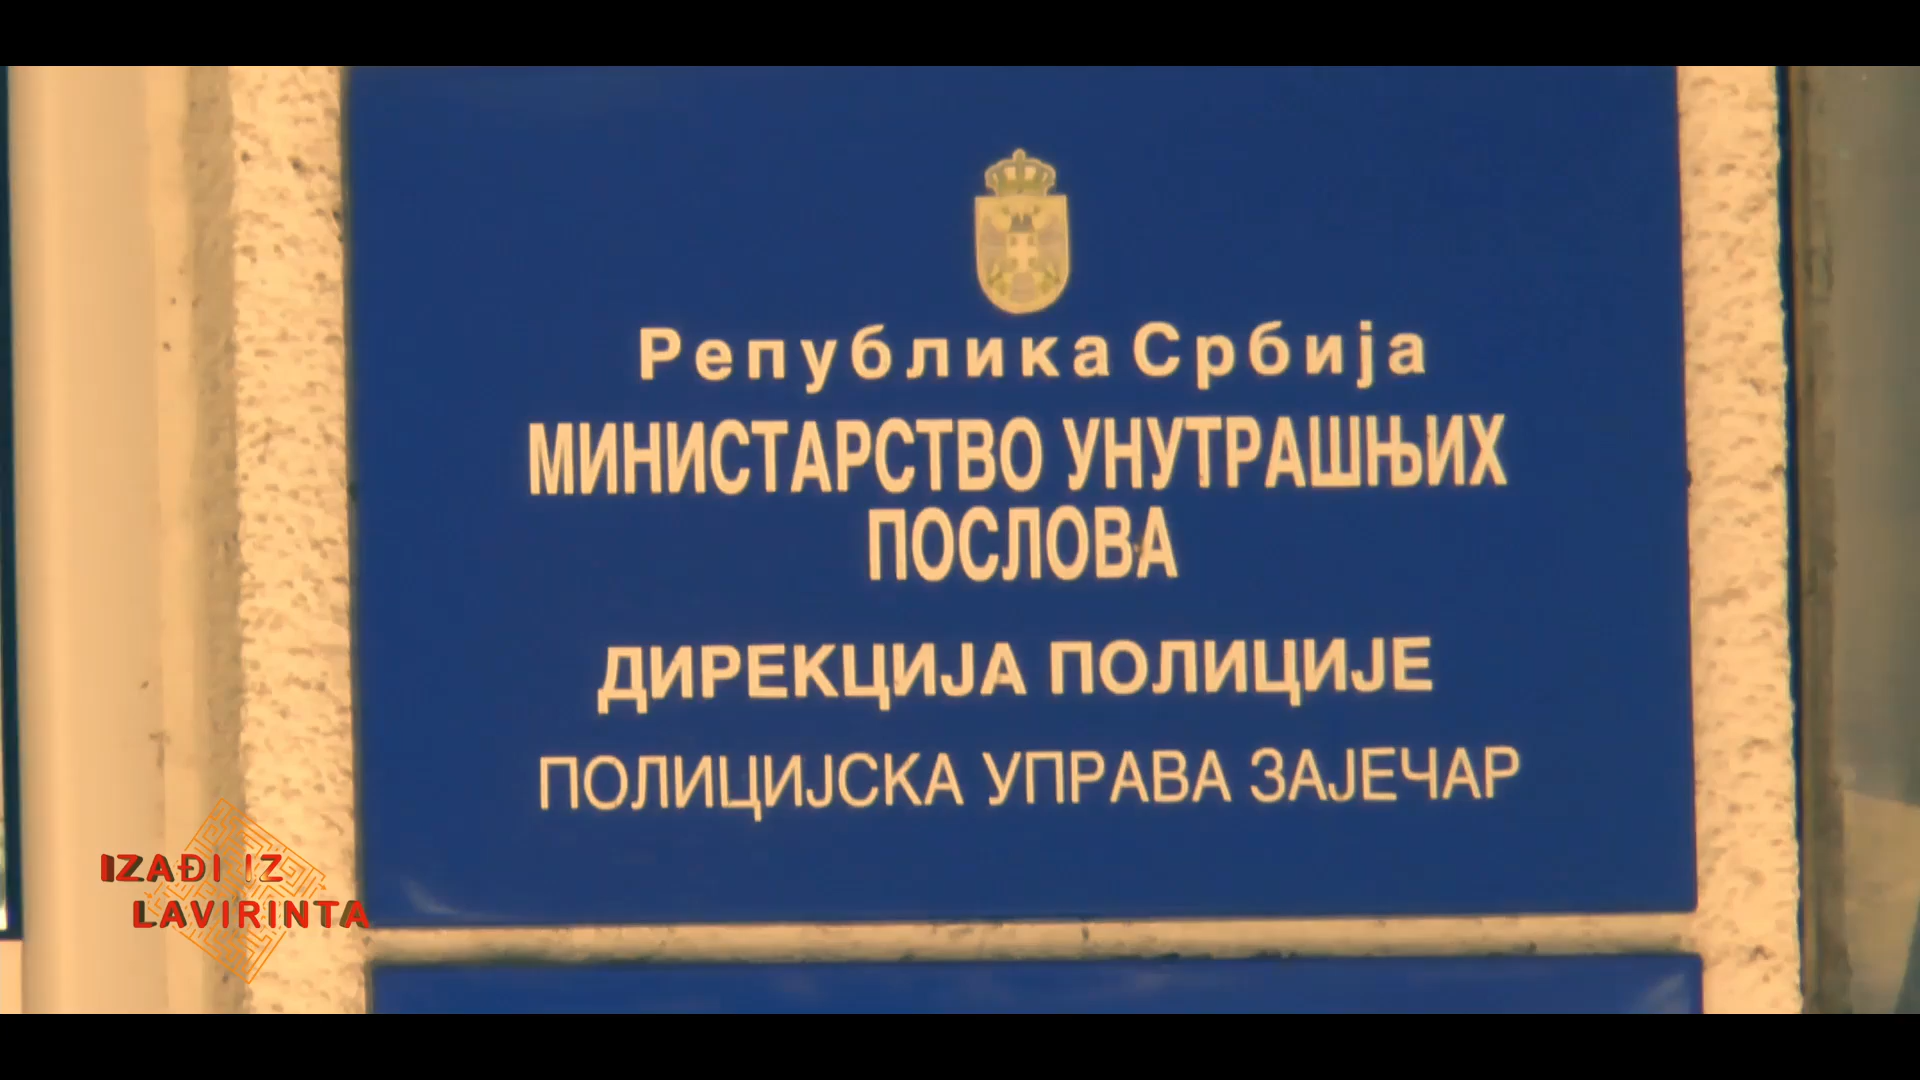 Република Србија
МИНИСТАРСТВО УНУТРАШЊИХ
ПОСЛОВА
ДИРЕКЦИЈА ПОЛИЦИЈЕ
ПОЛИЦИЈСКА УПРАВА ЗАЈЕЧАР
IZAĐI IZ
LAVIRINTA